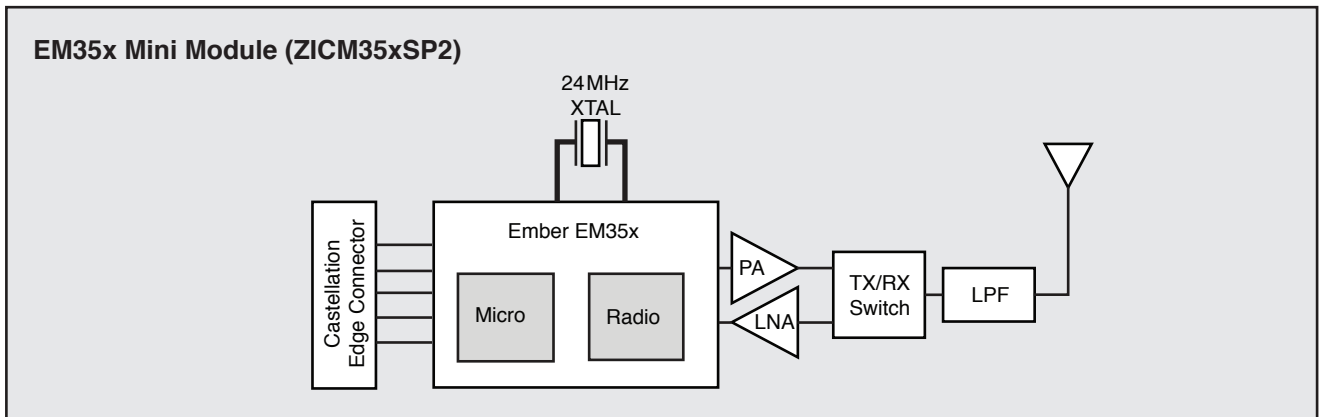 EM35x Mini Module (ZICM35xSP2)
24MHz
XTAL
Castellation
Edge Connector
Ember EM35x
Micro
Radio
PA
LNA
TX/RX
Switch
LPF